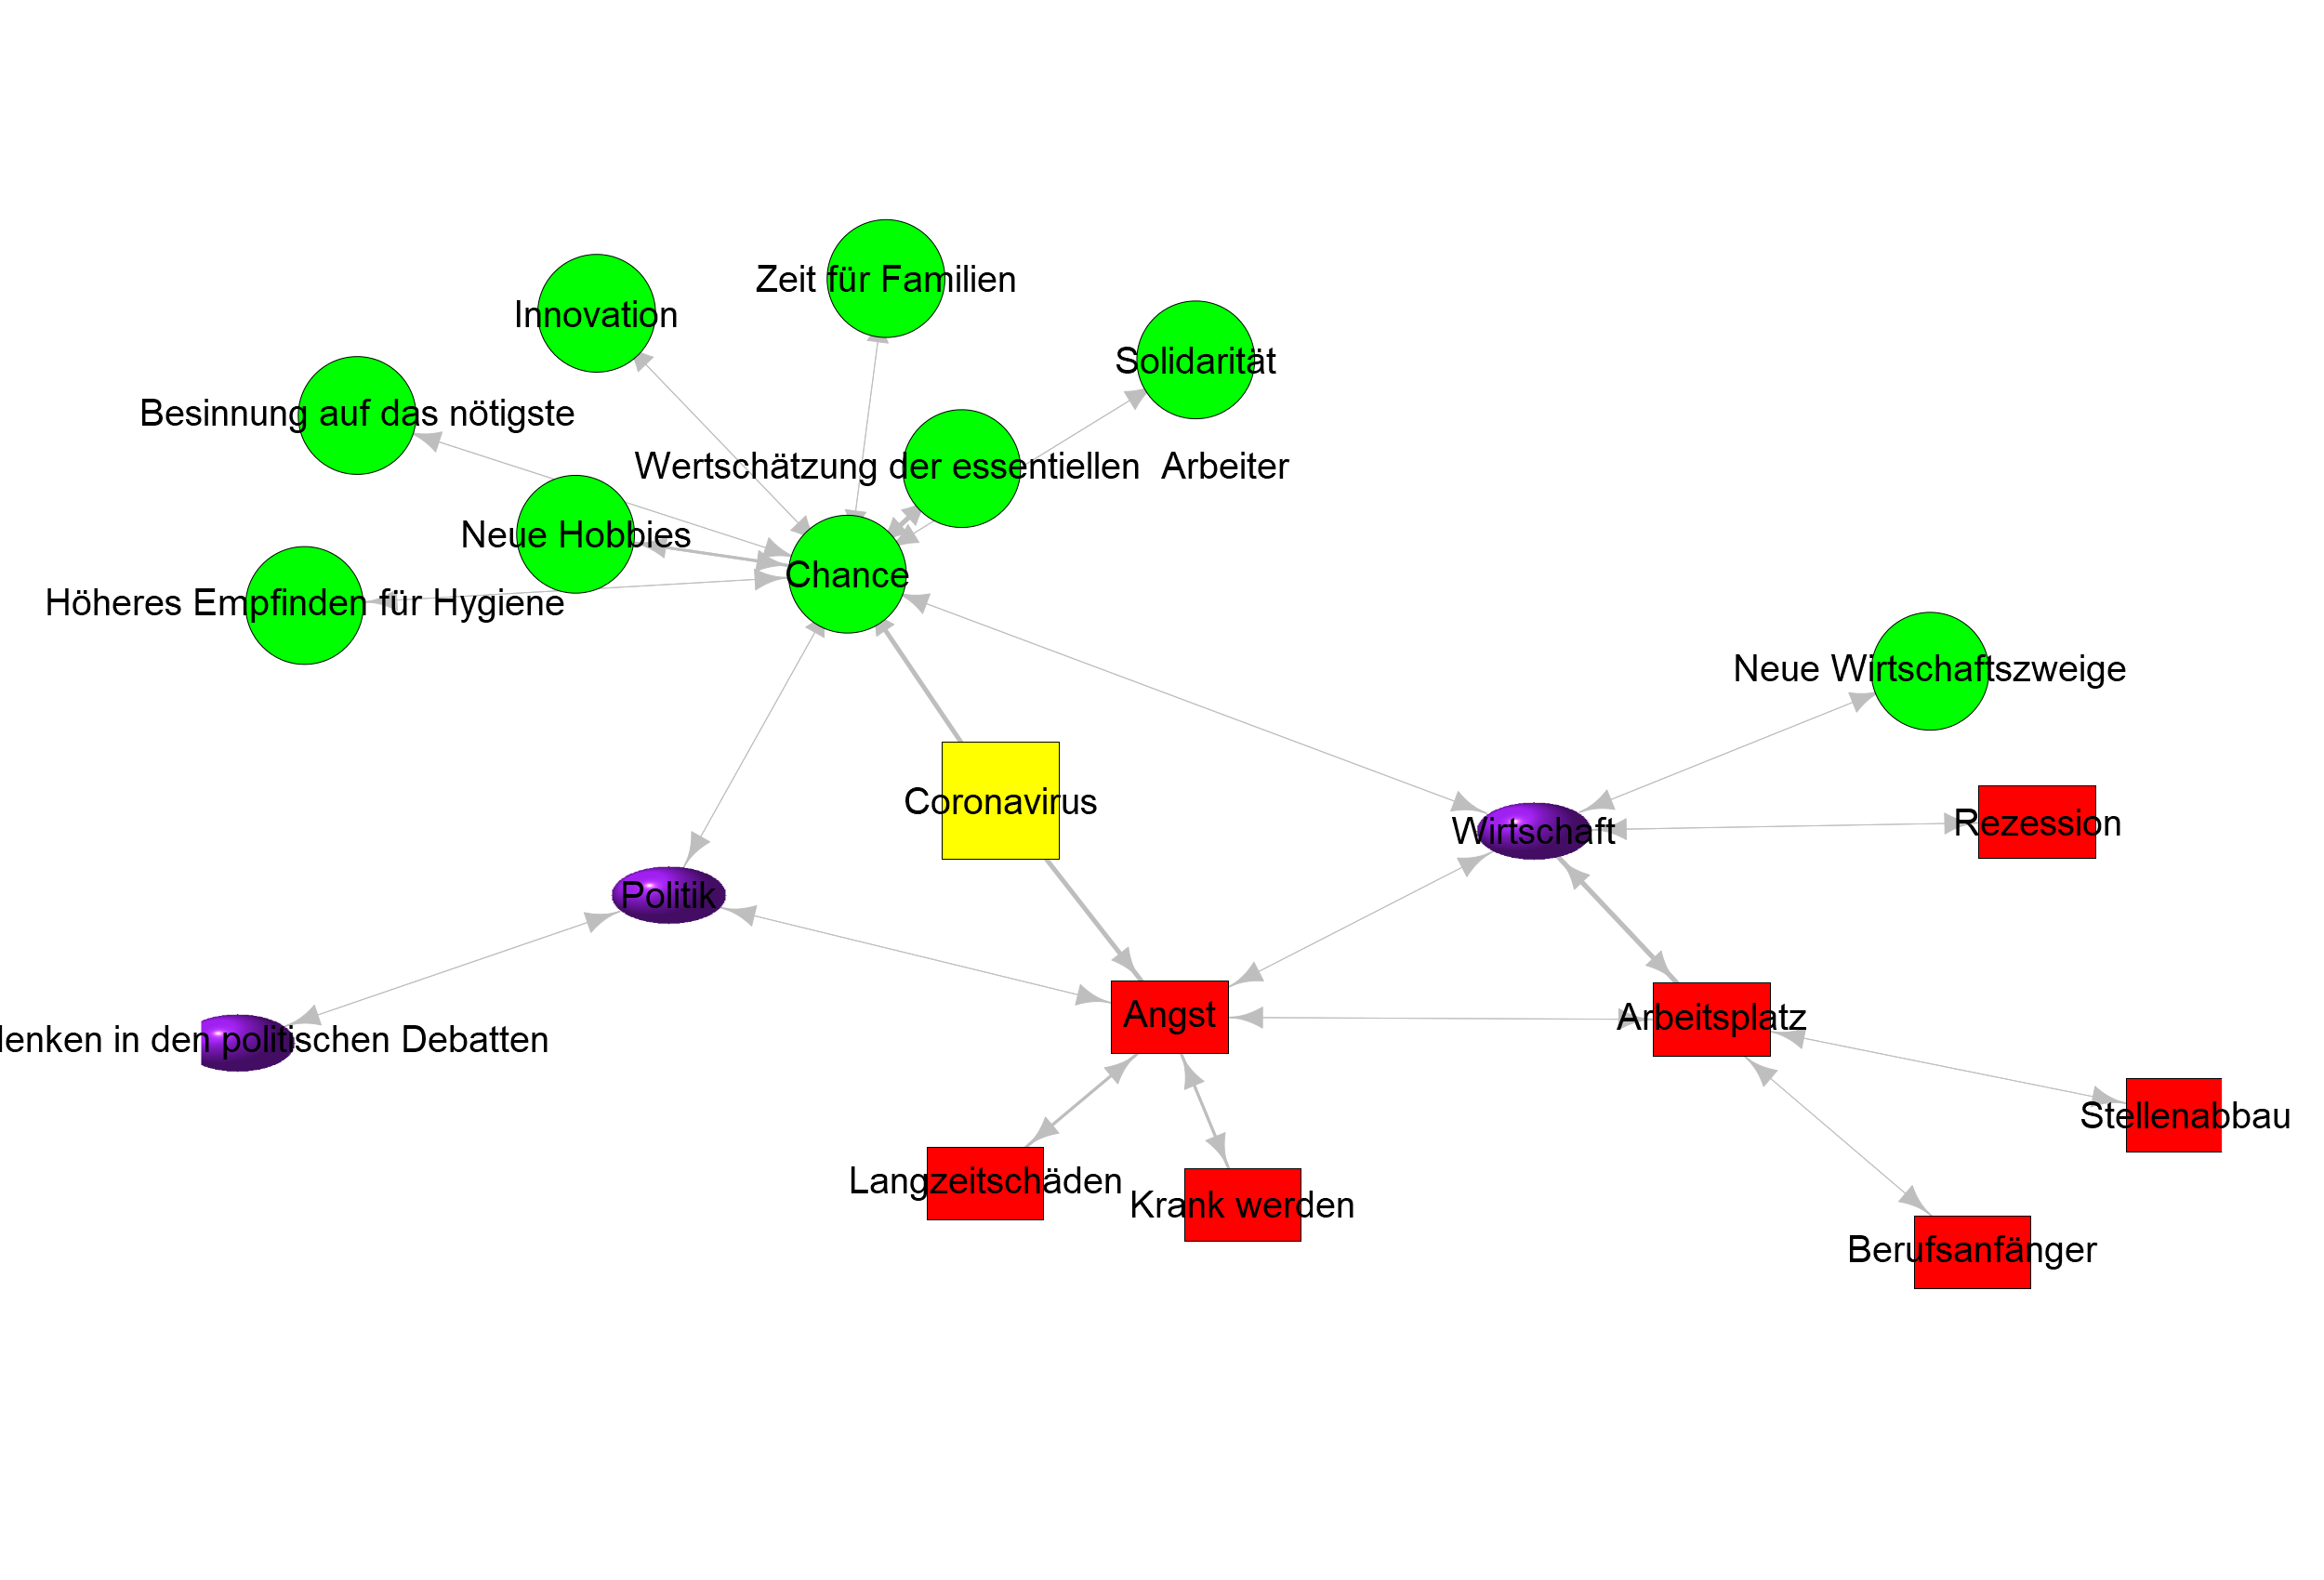 Zeit für Familien
Innovation
Solidarität
Besinnung auf das nötigste
Wertschätzung der essentiellen Arbeiter
Neue Hobbies
Chance
Höheres Empfinden für Hygiene
Neue Wirtschaftszweige
Coronavirus
Rezession
Wirtschaft
Politik
Angst
Arbeitsplatz
in den politischen Debatten
Stellenabbau
Langzeitschäden
Krank werden
Berufsanfänger